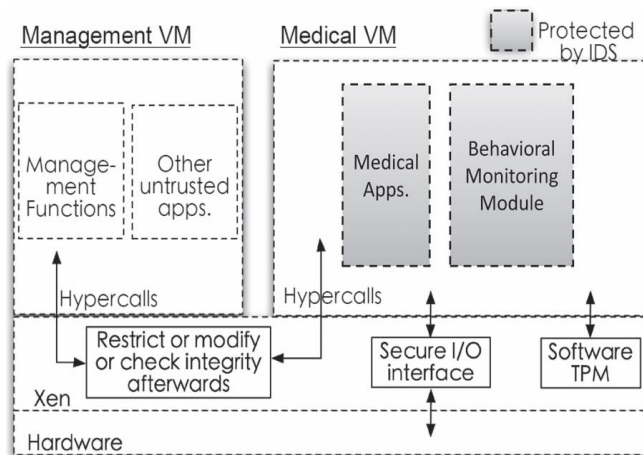 Management VM
Medical VM
Protected
by IDS
Manage-
ment
Functions
Other
untrusted
apps.
Medical
Apps.
Behavioral
Monitoring
Module
Hypercalls
Hypercalls
Restrict or modify
or check integrity
afterwards
Secure I/O
interface
Software
TPM
Xen
Hardware